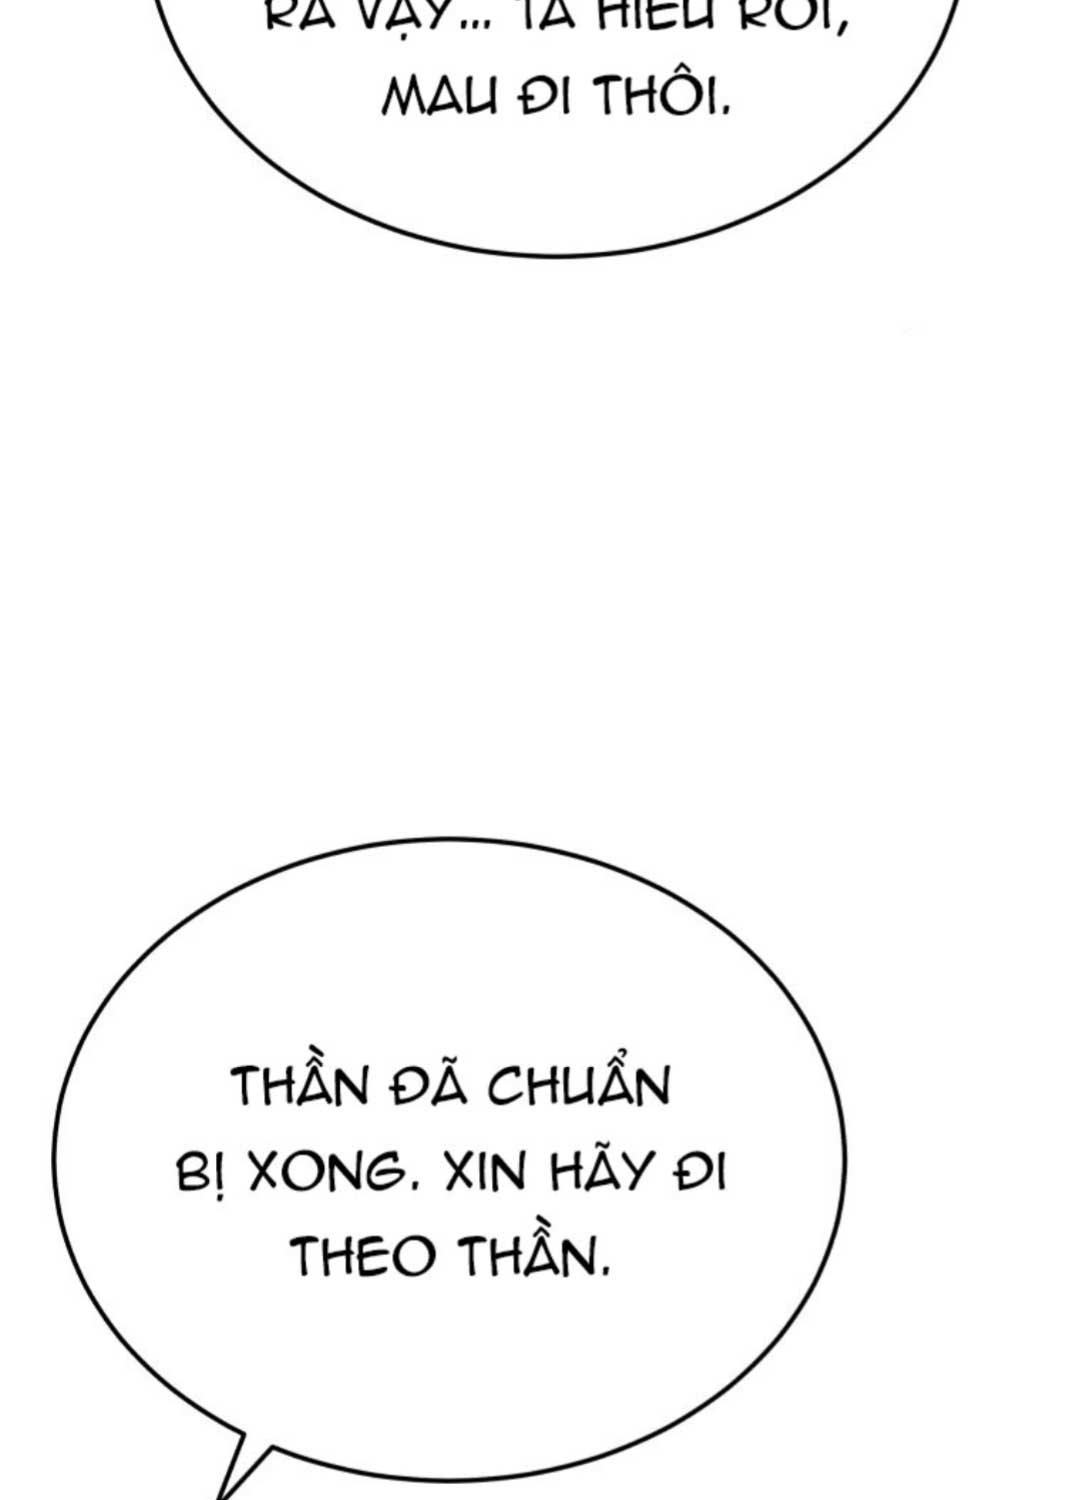 RA VẬY... TA HIỂU RỒI,
MAU ĐI THÔI.
THẦN ĐÃ CHUẨN
BỊ XONG. XIN HÃY ĐI
THEO THẦN.